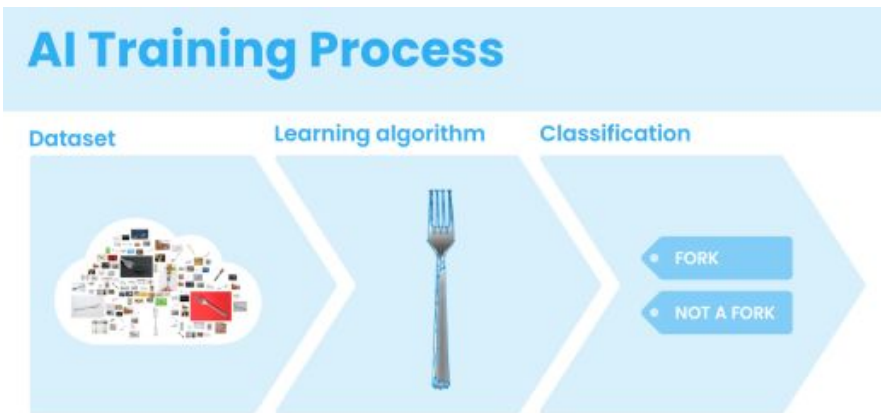 AI Training Process
Dataset
Learning algorithm
Classification
FORK
NOT A FORK